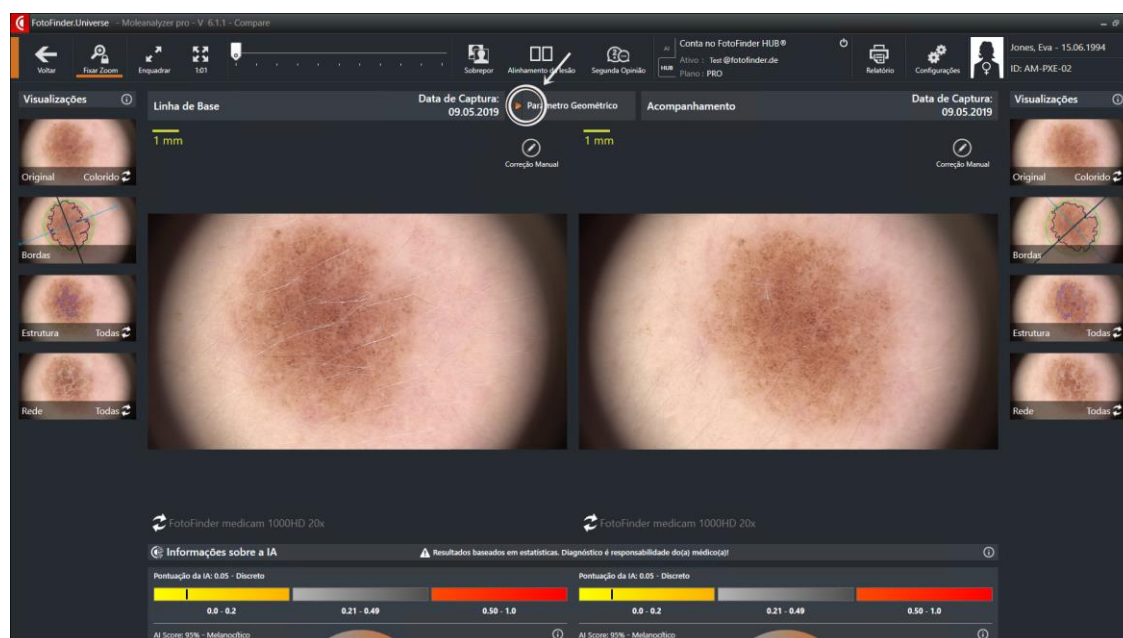 FotoFinder.Universe - Moleanalyzer pro - V 6.1.1 - Compare
Voltar
Fixar Zoom
Enquadrar
1:01
Sobrepor
Alinhamento de lesão
Segunda Opinião
AI
HUB
Conta no FotoFinder HUB®
Ativo : Test@fotofinder.de
Plano : PRO
Relatório
Configurações
Jones, Eva - 15.06.1994
ID: AM-PXE-02
Visualizações
Original Colorido
Bordas
Estrutura Todas
Rede Todas
Linha de Base
Data de Captura:
09.05.2019
Parâmetro Geométrico
1 mm
Correção Manual
FotoFinder medicam 1000HD 20x
Acompanhamento
Data de Captura:
09.05.2019
1 mm
Correção Manual
FotoFinder medicam 1000HD 20x
Visualizações
Original Colorido
Bordas
Estrutura Todas
Rede Todas
Informações sobre a IA
Resultados baseados em estatísticas. Diagnóstico é responsabilidade do(a) médico(a)!
Pontuação da IA: 0.05 - Discreto
0.0 - 0.2 0.21 - 0.49 0.50 - 1.0
AI Score: 95% - Melanocítico
Pontuação da IA: 0.05 - Discreto
0.0 - 0.2 0.21 - 0.49 0.50 - 1.0
AI Score: 95% - Melanocítico